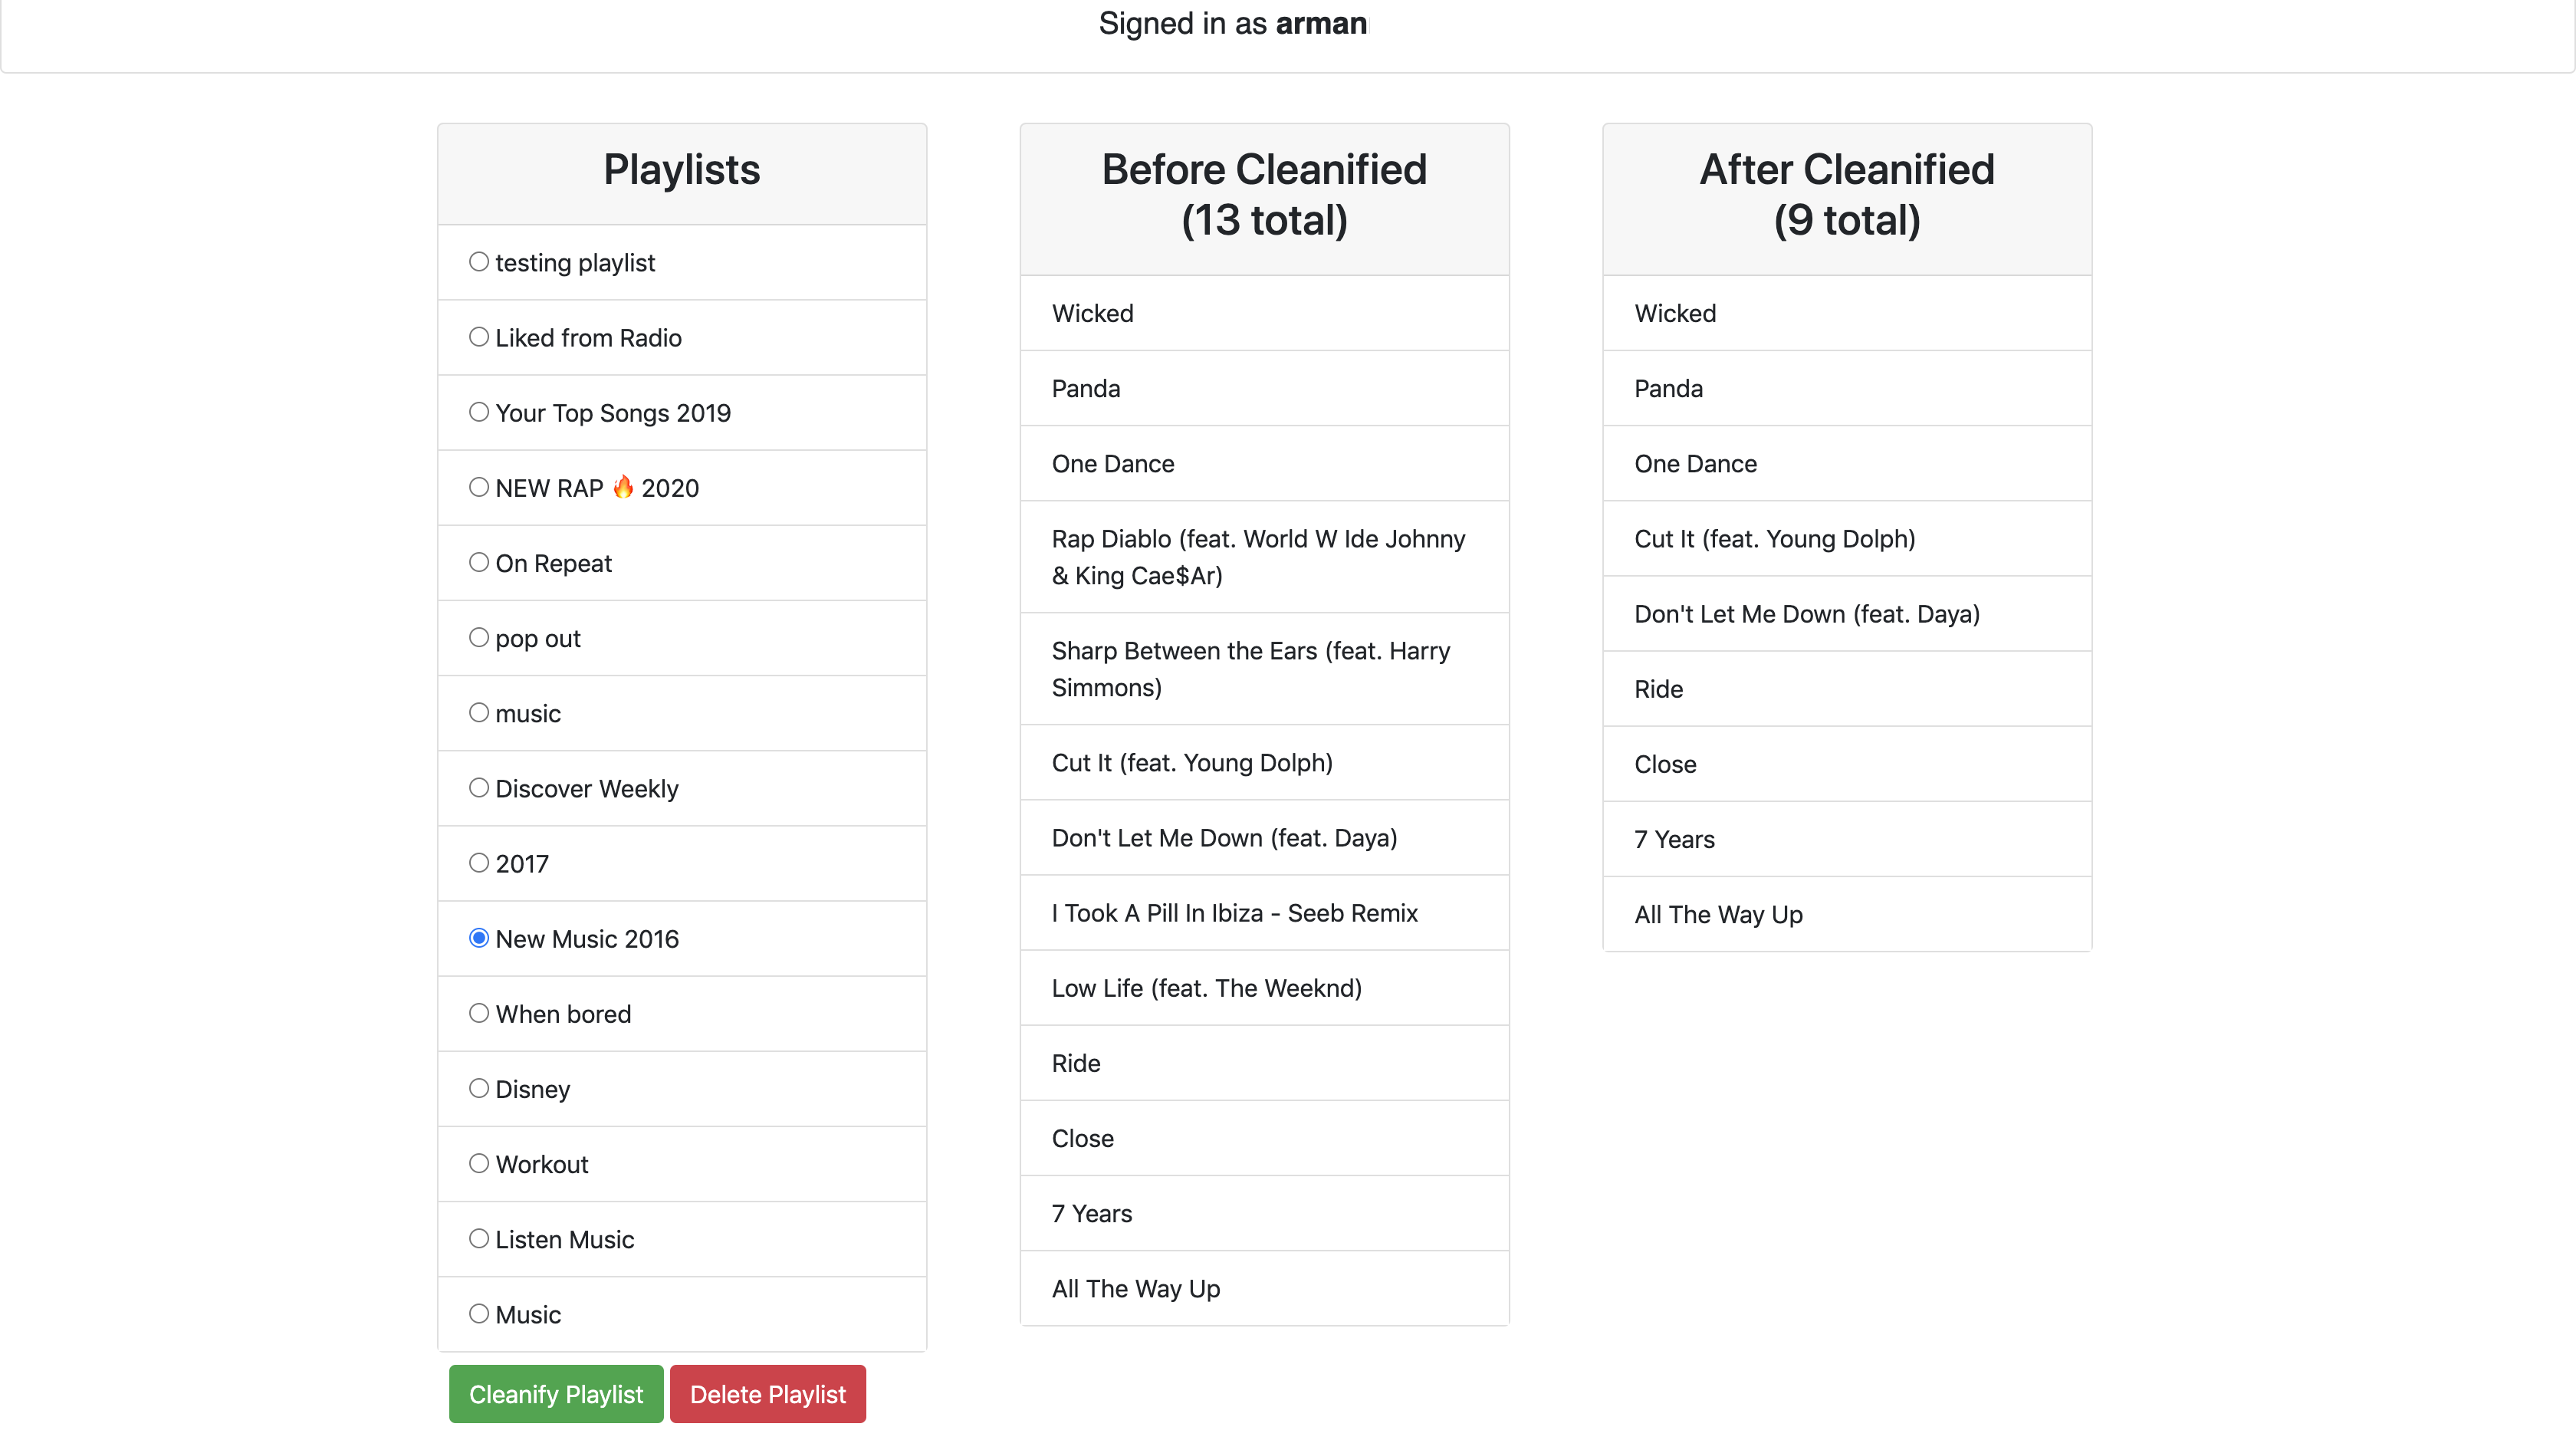 Signed in as arman
Playlists
testing playlist
Liked from Radio
Your Top Songs 2019
NEW RAP 🔥 2020
On Repeat
pop out
music
Discover Weekly
2017
New Music 2016
When bored
Disney
Workout
Listen Music
Music
Cleanify Playlist
Delete Playlist
Before Cleanified
(13 total)
Wicked
Panda
One Dance
Rap Diablo (feat. World W Ide Johnny
& King Cae$Ar)
Sharp Between the Ears (feat. Harry
Simmons)
Cut It (feat. Young Dolph)
Don't Let Me Down (feat. Daya)
I Took A Pill In Ibiza - Seeb Remix
Low Life (feat. The Weeknd)
Ride
Close
7 Years
All The Way Up
After Cleanified
(9 total)
Wicked
Panda
One Dance
Cut It (feat. Young Dolph)
Don't Let Me Down (feat. Daya)
Ride
Close
7 Years
All The Way Up